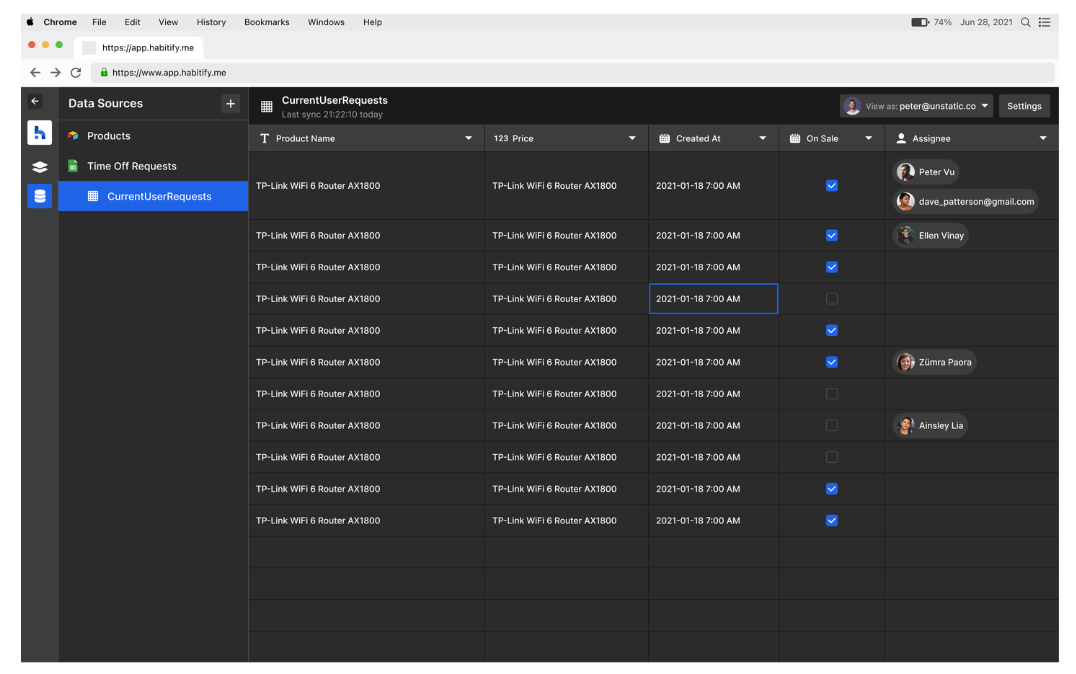 Chrome File Edit View History Bookmarks Windows Help 74% Jun 28, 2021
https://app.habitify.me
https://www.app.habitify.me
Data Sources +
Products
Time Off Requests
CurrentUserRequests
CurrentUserRequests
Last sync 21:22:10 today
View as: peter@unstatic.co Settings
T Product Name 123 Price Created At On Sale Assignee
TP-Link WiFi 6 Router AX1800 TP-Link WiFi 6 Router AX1800 2021-01-18 7:00 AM Peter Vu
dave_patterson@gmail.com
TP-Link WiFi 6 Router AX1800 TP-Link WiFi 6 Router AX1800 2021-01-18 7:00 AM Ellen Vinay
TP-Link WiFi 6 Router AX1800 TP-Link WiFi 6 Router AX1800 2021-01-18 7:00 AM
TP-Link WiFi 6 Router AX1800 TP-Link WiFi 6 Router AX1800 2021-01-18 7:00 AM
TP-Link WiFi 6 Router AX1800 TP-Link WiFi 6 Router AX1800 2021-01-18 7:00 AM
TP-Link WiFi 6 Router AX1800 TP-Link WiFi 6 Router AX1800 2021-01-18 7:00 AM Zümra Paora
TP-Link WiFi 6 Router AX1800 TP-Link WiFi 6 Router AX1800 2021-01-18 7:00 AM
TP-Link WiFi 6 Router AX1800 TP-Link WiFi 6 Router AX1800 2021-01-18 7:00 AM Ainsley Lia
TP-Link WiFi 6 Router AX1800 TP-Link WiFi 6 Router AX1800 2021-01-18 7:00 AM
TP-Link WiFi 6 Router AX1800 TP-Link WiFi 6 Router AX1800 2021-01-18 7:00 AM
TP-Link WiFi 6 Router AX1800 TP-Link WiFi 6 Router AX1800 2021-01-18 7:00 AM